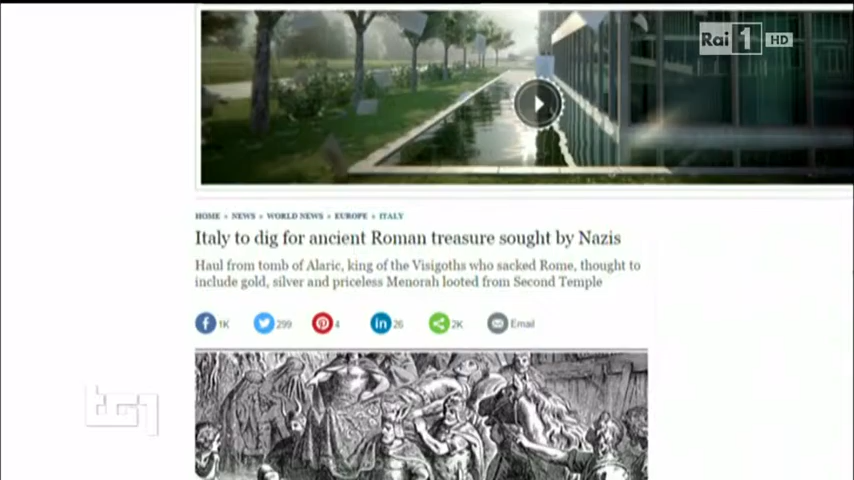 Rai 1 HD
HOME » NEWS » WORLD NEWS » EUROPE » ITALY
Italy to dig for ancient Roman treasure sought by Nazis
Haul from tomb of Alaric, king of the Visigoths who sacked Rome, thought to
include gold, silver and priceless Menorah looted from Second Temple
1K 299 4 in 26 2K Email
tg1